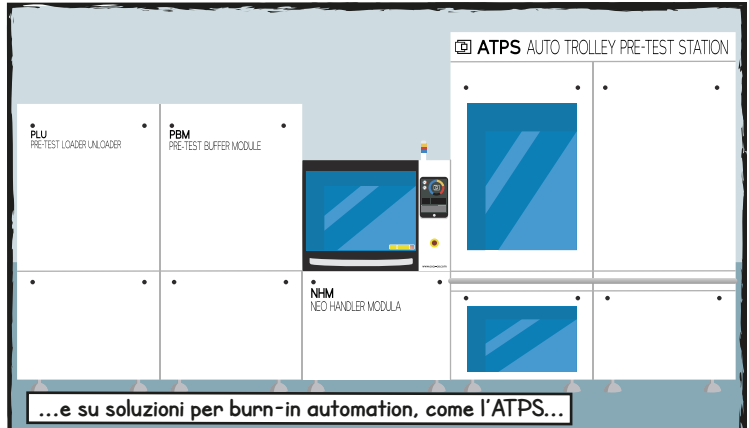 ATPS AUTO TROLLEY PRE-TEST STATION
PLU
PRE-TEST LOADER UNLOADER
PBM
PRE-TEST BUFFER MODULE
NHM
NEO HANDLER MODULA
...e su soluzioni per burn-in automation, come l'ATPS...